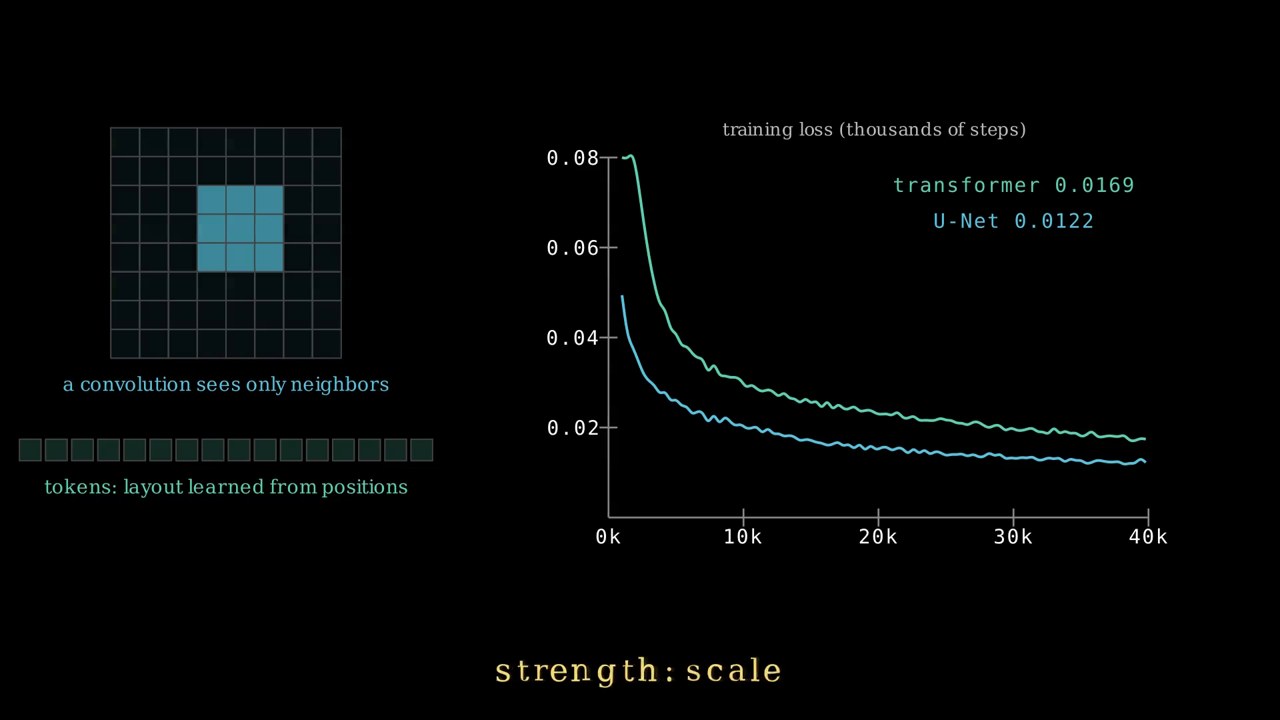 a convolution sees only neighbors
tokens: layout learned from positions
training loss (thousands of steps)
transformer 0.0169
U-Net 0.0122
0.08
0.06
0.04
0.02
0k 10k 20k 30k 40k
strength: scale